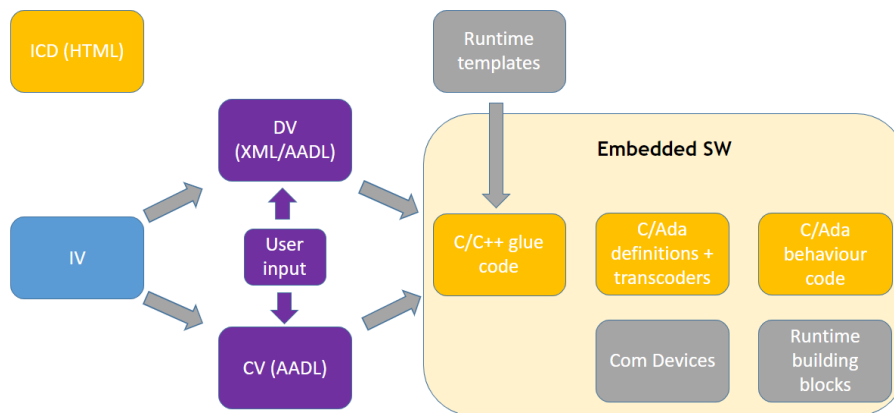 ICD (HTML)
Runtime
templates
DV
(XML/AADL)
Embedded SW
IV
User
input
C/C++ glue
code
C/Ada
definitions +
transcoders
C/Ada
behaviour
code
CV (AADL)
Com Devices
Runtime
building
blocks